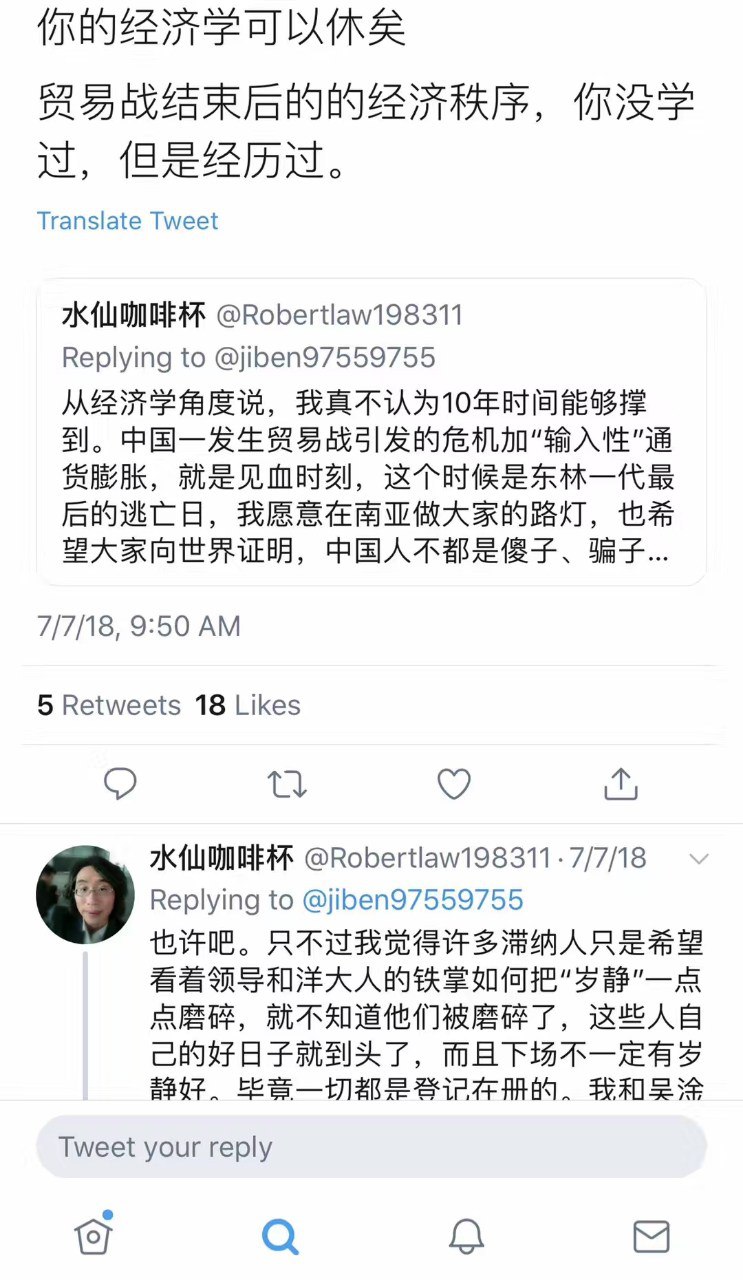 你的经济学可以休矣
贸易战结束后的的经济秩序，你没学
过，但是经历过。
Translate Tweet
水仙咖啡杯 @Robertlaw198311
Replying to @jiben97559755
从经济学角度说，我真不认为10年时间能够撑
到。中国一发生贸易战引发的危机加“输入性”通
货膨胀，就是见血时刻，这个时候是东林一代最
后的逃亡日，我愿意在南亚做大家的路灯，也希
望大家向世界证明，中国人不都是傻子、骗子...
7/7/18, 9:50 AM
5 Retweets 18 Likes
水仙咖啡杯 @Robertlaw198311 · 7/7/18
Replying to @jiben97559755
也许吧。只不过我觉得许多滞纳人只是希望
看着领导和洋大人的铁掌如何把“岁静”一点
点磨碎，就不知道他们被磨碎了，这些人自
己的好日子就到头了，而且下场不一定有岁
静好。毕竟一切都是登记在册的。我和吴淦
Tweet your reply